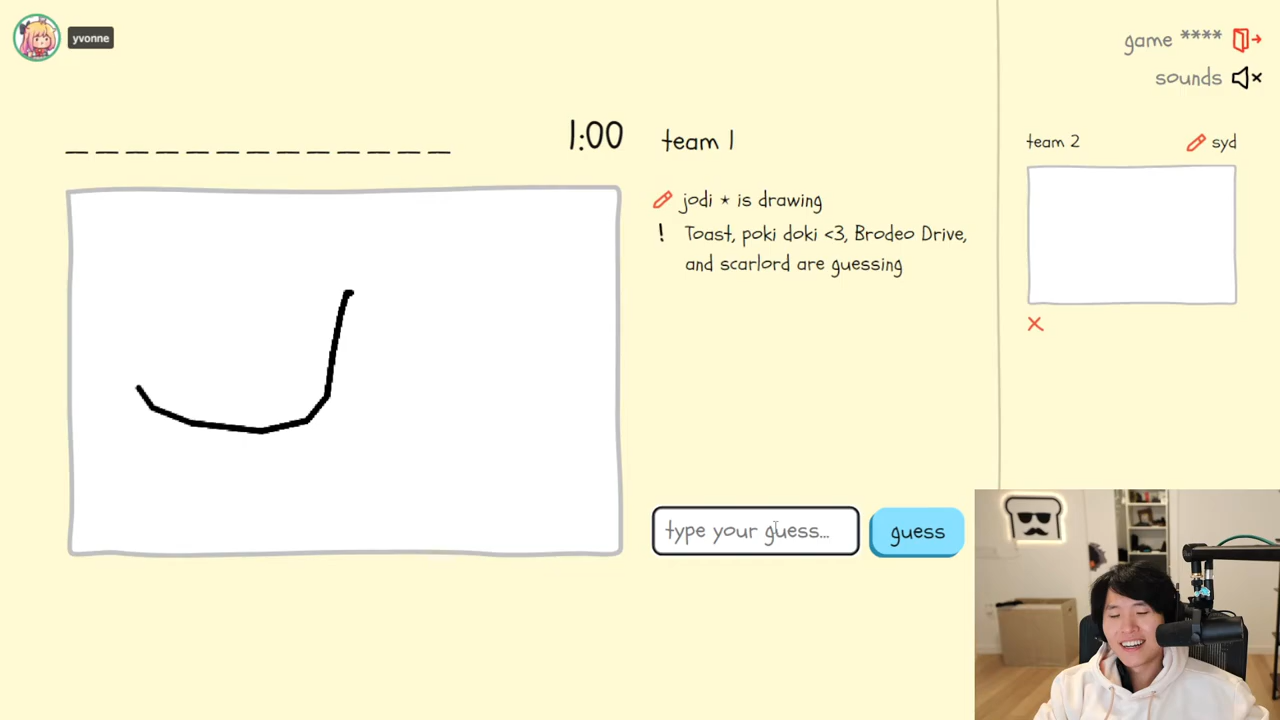 yvonne
game ****
sounds
1:00
team 1
team 2
syd
jodi ★ is drawing
! Toast, poki doki <3, Brodeo Drive,
and scarlord are guessing
type your guess...
guess